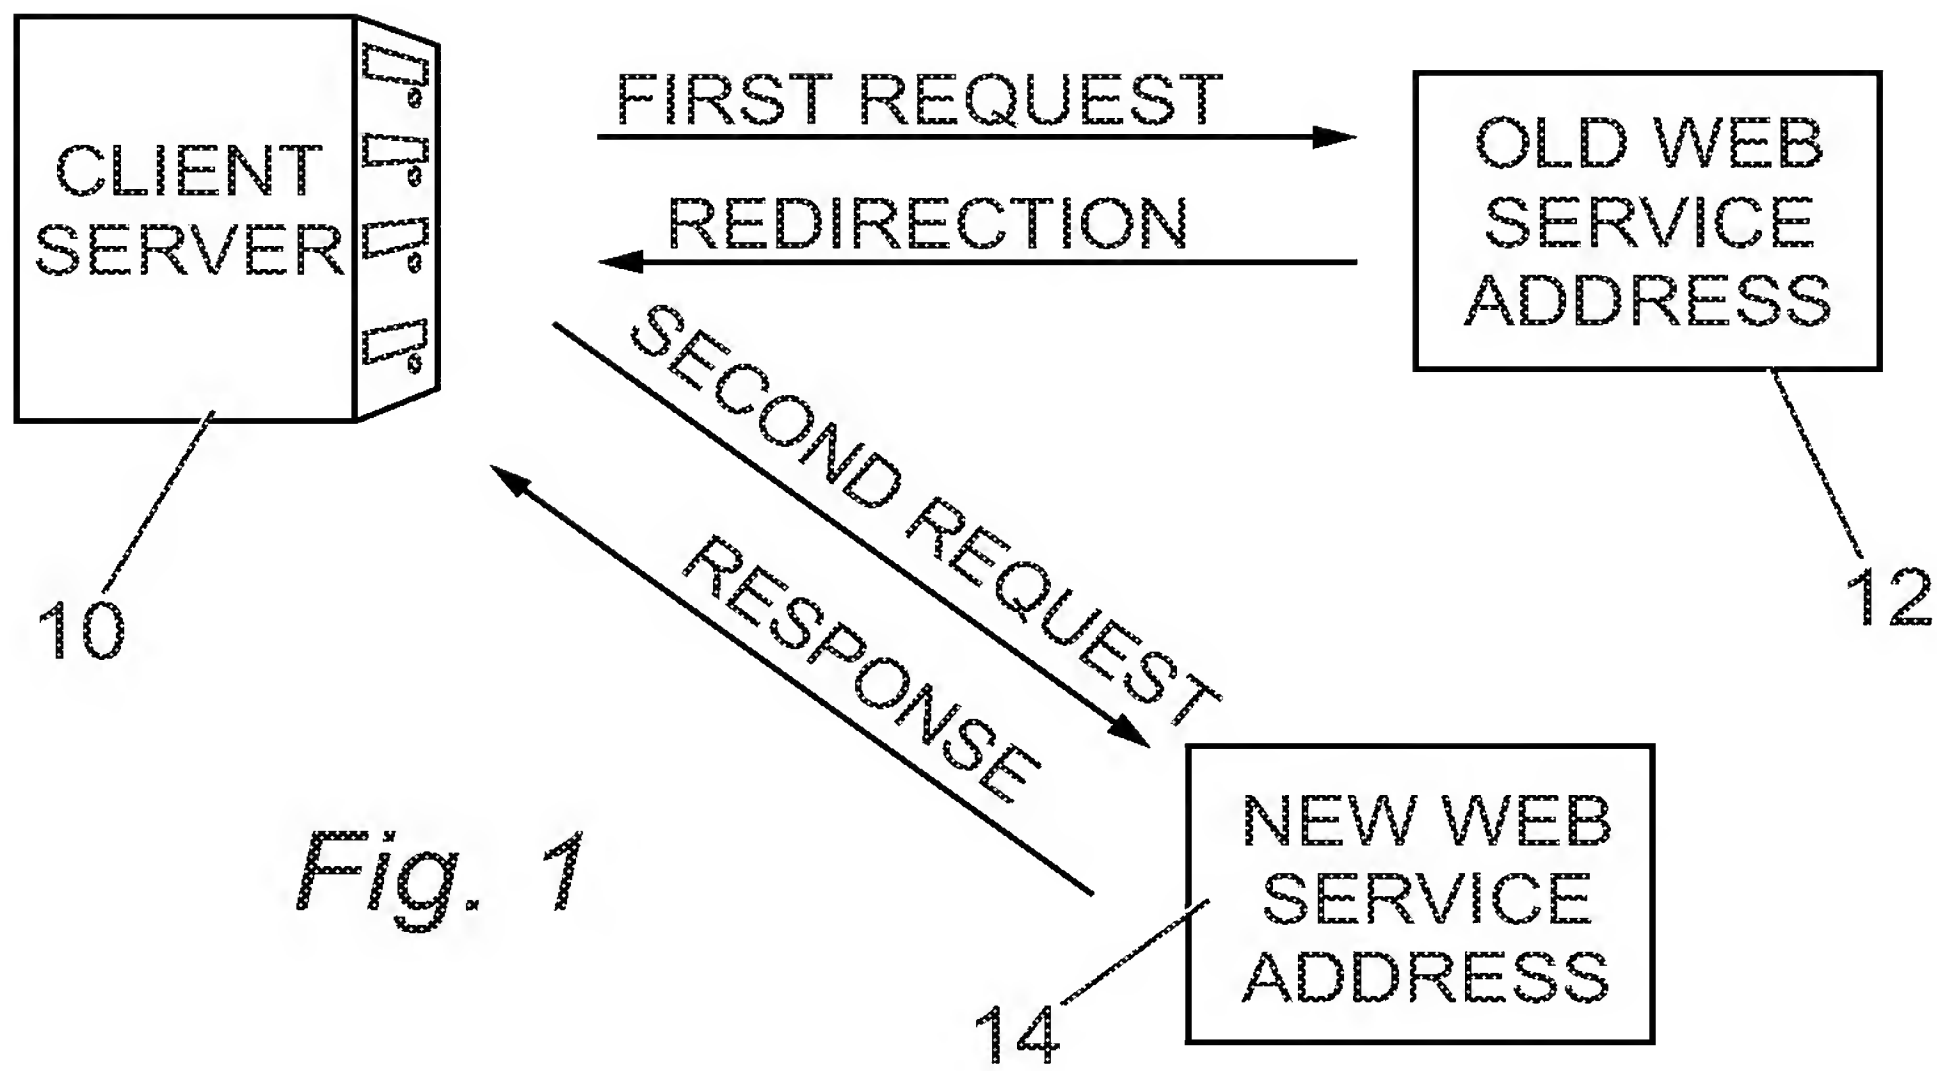 CLIENT
SERVER
FIRST REQUEST
REDIRECTION
OLD WEB
SERVICE
ADDRESS
SECOND REQUEST
RESPONSE
10
12
NEW WEB
SERVICE
ADDRESS
14
Fig. 1